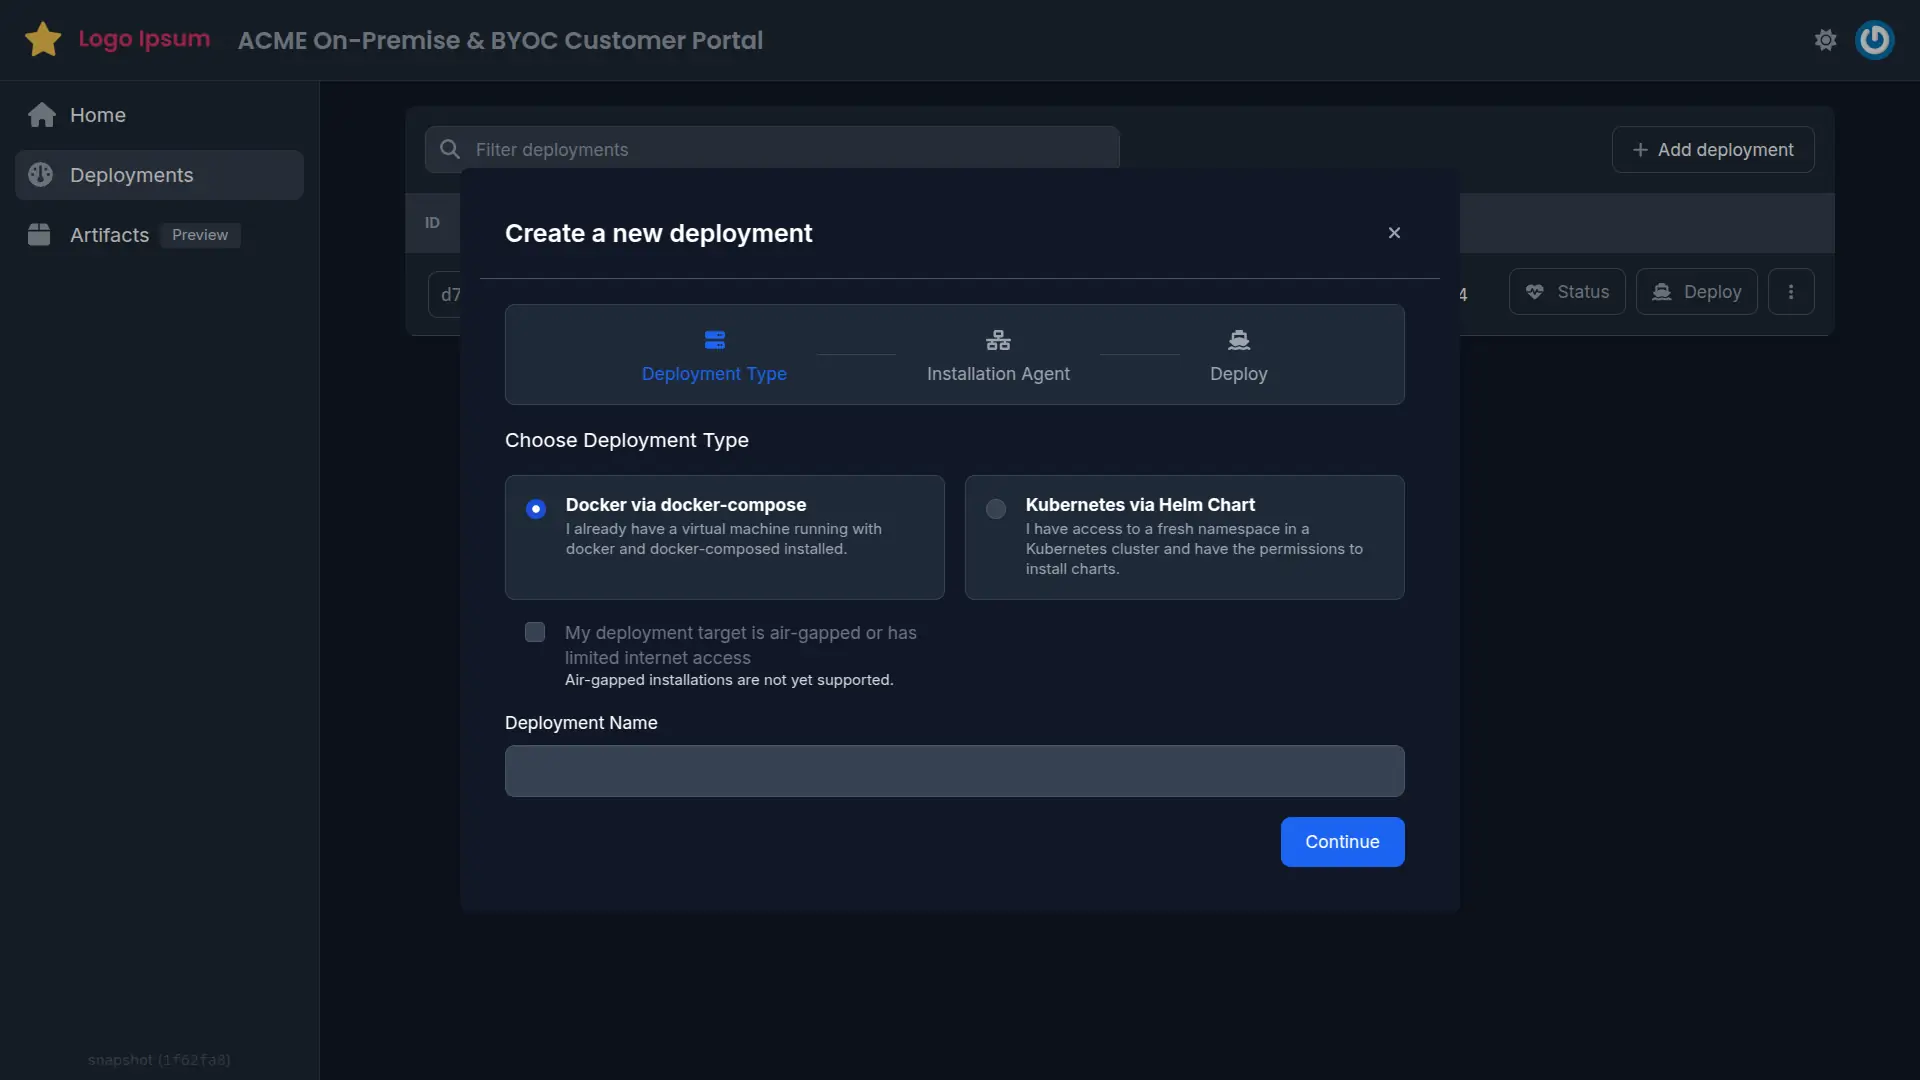 Logo Ipsum
ACME On-Premise & BYOC Customer Portal
Home
Deployments
Artifacts Preview
Filter deployments
+ Add deployment
ID
d7
4
Status
Deploy
Create a new deployment
Deployment Type
Installation Agent
Deploy
Choose Deployment Type
Docker via docker-compose
I already have a virtual machine running with
docker and docker-composed installed.
Kubernetes via Helm Chart
I have access to a fresh namespace in a
Kubernetes cluster and have the permissions to
install charts.
My deployment target is air-gapped or has
limited internet access
Air-gapped installations are not yet supported.
Deployment Name
Continue
snapshot (1f62fa8)